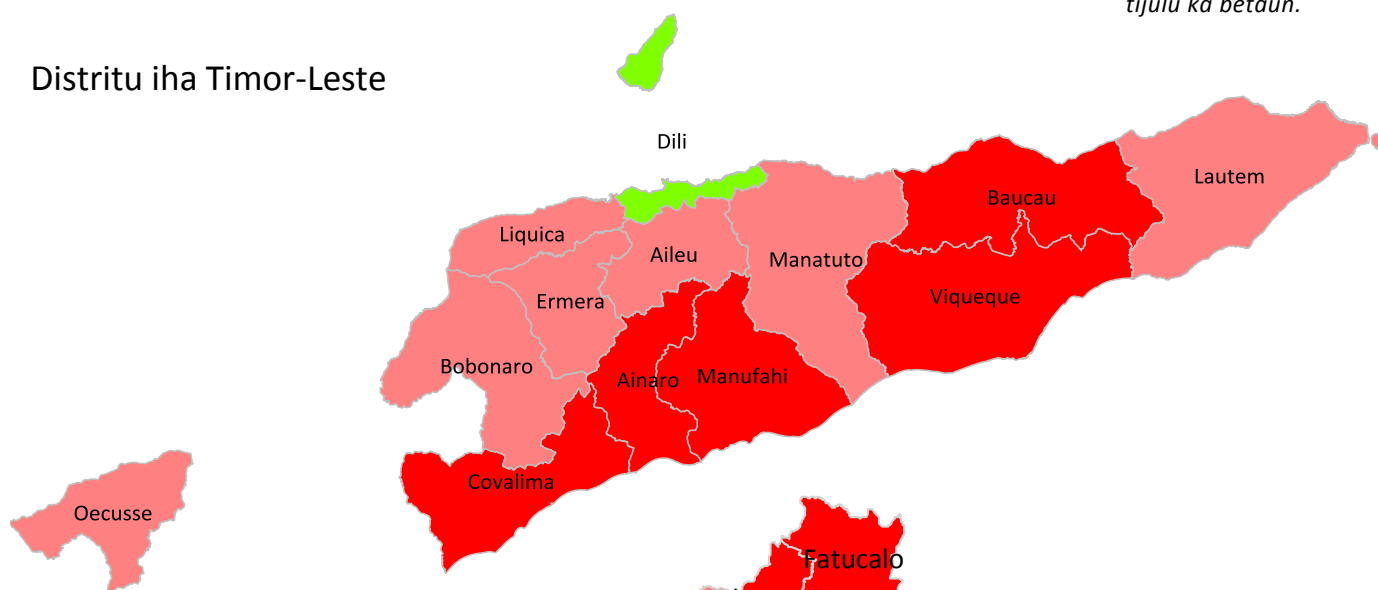 tijulu ka betaun.
Distritu iha Timor-Leste
Dili
Lautem
Baucau
Liquica
Aileu
Manatuto
Viqueque
Ermera
Bobonaro
Ainaro
Manufahi
Covalima
Oecusse
Fatucalo